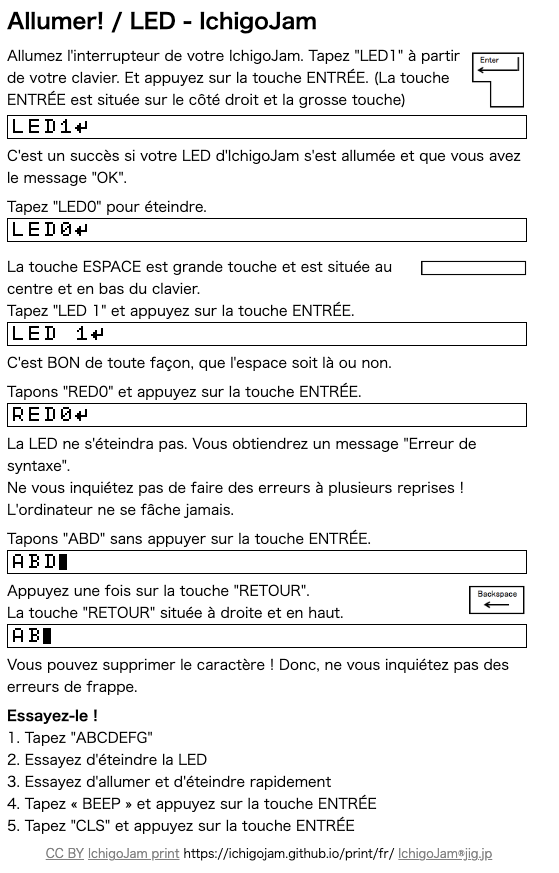 Allumer! / LED - IchigoJam
Allumez l'interrupteur de votre IchigoJam. Tapez "LED1" à partir
de votre clavier. Et appuyez sur la touche ENTRÉE. (La touche
ENTRÉE est située sur le côté droit et la grosse touche)
Enter
LED1↵
C'est un succès si votre LED d'IchigoJam s'est allumée et que vous avez
le message "OK".
Tapez "LED0" pour éteindre.
LED0↵
La touche ESPACE est grande touche et est située au
centre et en bas du clavier.
Tapez "LED 1" et appuyez sur la touche ENTRÉE.
LED 1↵
C'est BON de toute façon, que l'espace soit là ou non.
Tapons "RED0" et appuyez sur la touche ENTRÉE.
RED0↵
La LED ne s'éteindra pas. Vous obtiendrez un message "Erreur de
syntaxe".
Ne vous inquiétez pas de faire des erreurs à plusieurs reprises !
L'ordinateur ne se fâche jamais.
Tapons "ABD" sans appuyer sur la touche ENTRÉE.
ABD
Appuyez une fois sur la touche "RETOUR".
La touche "RETOUR" située à droite et en haut.
Backspace
AB
Vous pouvez supprimer le caractère ! Donc, ne vous inquiétez pas des
erreurs de frappe.
Essayez-le !
1. Tapez "ABCDEFG"
2. Essayez d'éteindre la LED
3. Essayez d'allumer et d'éteindre rapidement
4. Tapez « BEEP » et appuyez sur la touche ENTRÉE
5. Tapez "CLS" et appuyez sur la touche ENTRÉE
CC BY IchigoJam print https://ichigojam.github.io/print/fr/ IchigoJam®jig.jp